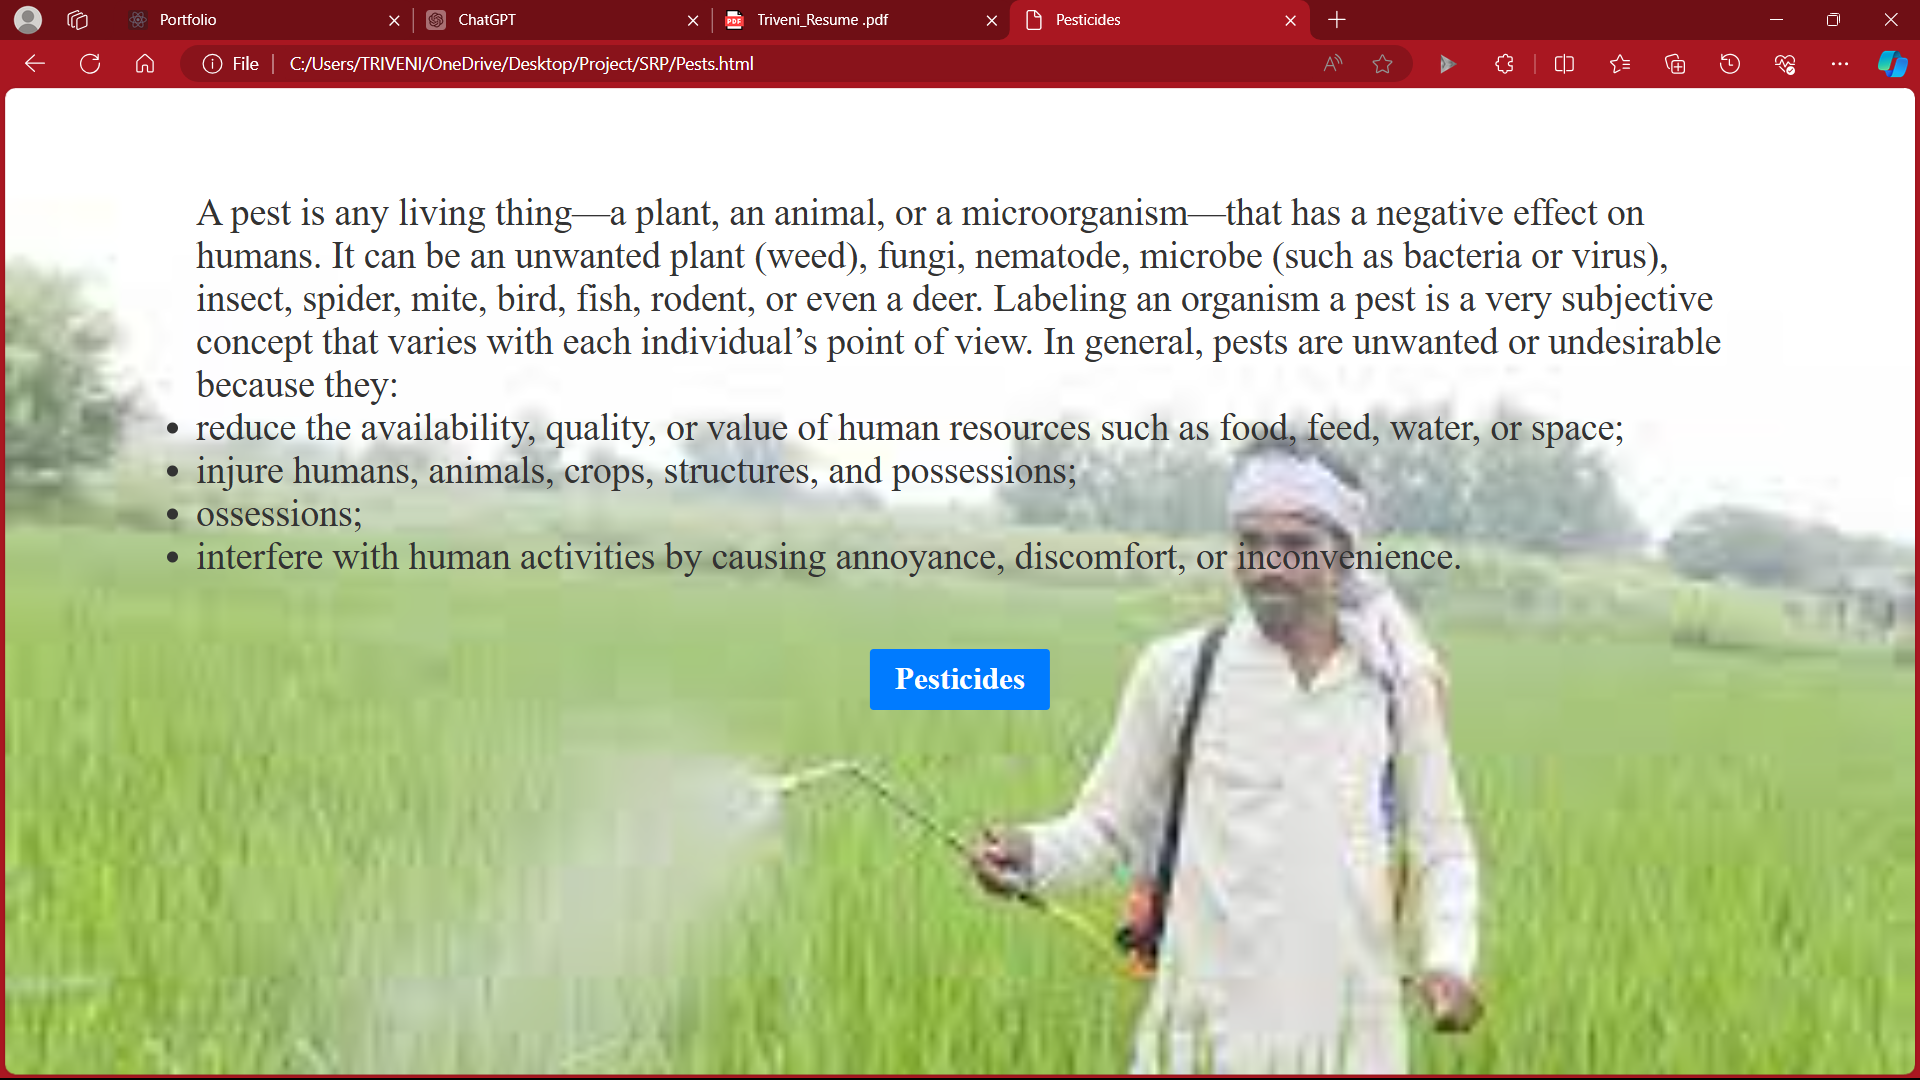 Portfolio
ChatGPT
Triveni_Resume .pdf
Pesticides
File
C:/Users/TRIVENI/OneDrive/Desktop/Project/SRP/Pests.html
A pest is any living thing—a plant, an animal, or a microorganism—that has a negative effect on
humans. It can be an unwanted plant (weed), fungi, nematode, microbe (such as bacteria or virus),
insect, spider, mite, bird, fish, rodent, or even a deer. Labeling an organism a pest is a very subjective
concept that varies with each individual’s point of view. In general, pests are unwanted or undesirable
because they:
• reduce the availability, quality, or value of human resources such as food, feed, water, or space;
• injure humans, animals, crops, structures, and possessions;
• ossessions;
• interfere with human activities by causing annoyance, discomfort, or inconvenience.
Pesticides